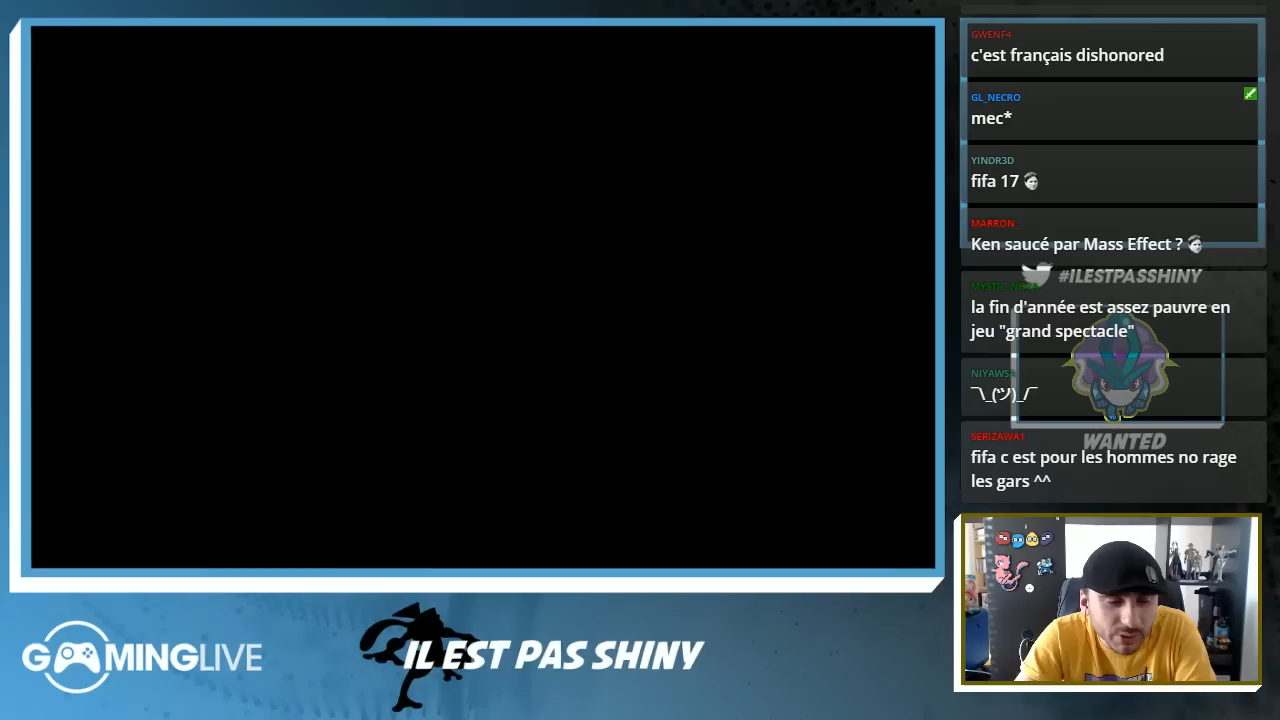 GWENF4
c'est français dishonored
GL_NECRO
mec*
YINDR3D
fifa 17
MARRON
Ken saucé par Mass Effect ?
#ILESTPASSHINY
la fin d'année est assez pauvre en
jeu "grand spectacle"
¯\_(ツ)_/¯
WANTED
SERIZAWA1
fifa c est pour les hommes no rage
les gars ^^
GAMINGLIVE
IL EST PAS SHINY